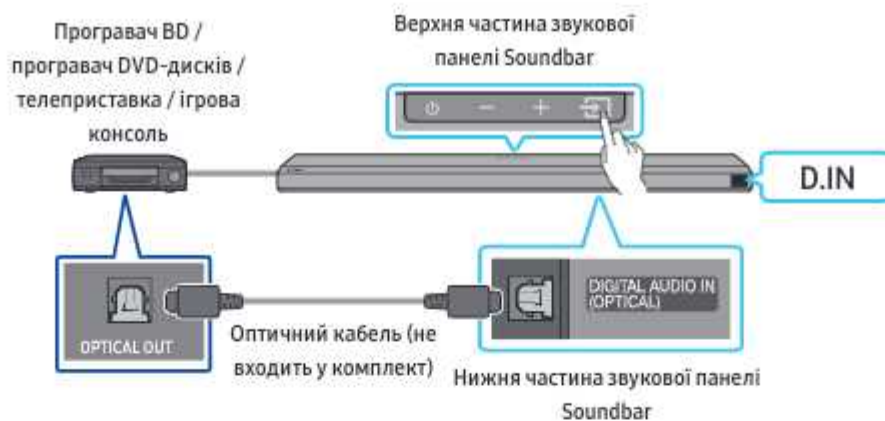 Програвач BD /
програвач DVD-дисків /
телеприставка / ігрова
консоль
Верхня частина звукової
панелі Soundbar
D.IN
OPTICAL OUT
Оптичний кабель (не
входить у комплект)
DIGITAL AUDIO IN
(OPTICAL)
Нижня частина звукової панелі
Soundbar